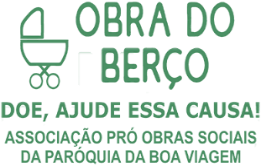 OBRA DO
BERÇO
DOE, AJUDE ESSA CAUSA!
ASSOCIAÇÃO PRÓ OBRAS SOCIAIS
DA PARÓQUIA DA BOA VIAGEM